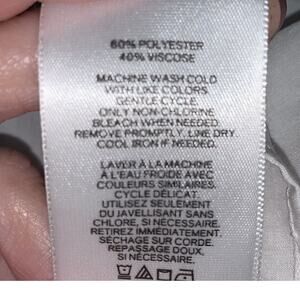 60% POLYESTER
40% VISCOSE
MACHINE WASH COLD
WITH LIKE COLORS.
GENTLE CYCLE.
ONLY NON-CHLORINE
BLEACH WHEN NEEDED.
REMOVE PROMPTLY. LINE DRY
COOL IRON IF NEEDED.
LAVER À LA MACHINE
À L'EAU FROIDE AVEC
COULEURS SIMILAIRES.
CYCLE DÉLICAT.
UTILISEZ SEULEMENT
DU JAVELLISANT SANS
CHLORE, SI NÉCESSAIRE.
RETIREZ IMMÉDIATEMENT.
SÉCHAGE SUR CORDE.
REPASSAGE DOUX,
SI NÉCESSAIRE.